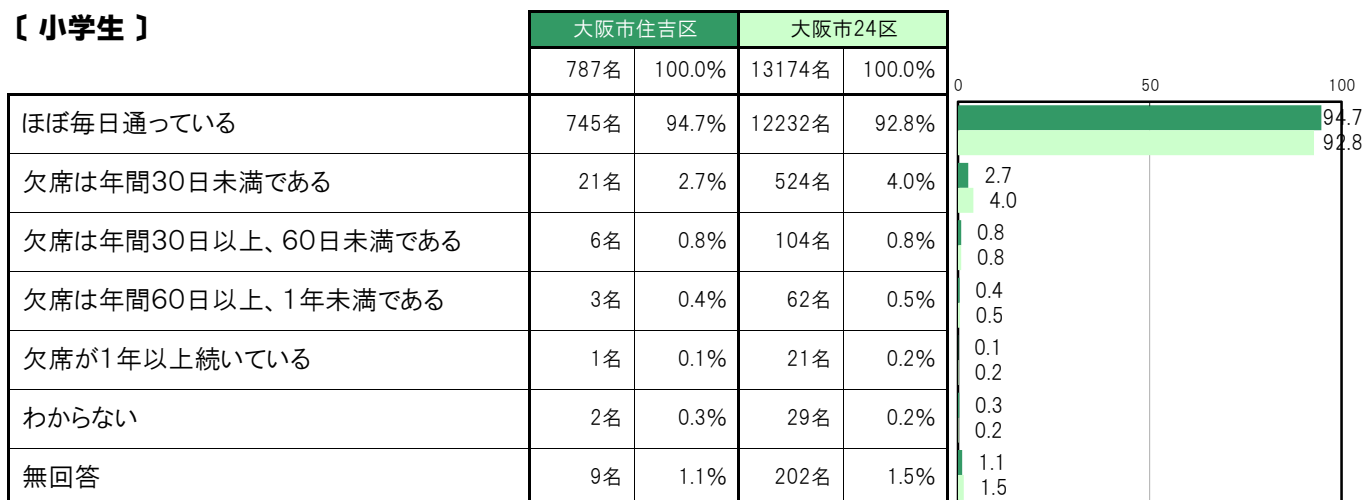 〔 小学生 〕
大阪市住吉区 大阪市24区
787名 100.0% 13174名 100.0%
0 50 100
ほぼ毎日通っている 745名 94.7% 12232名 92.8%
94.7
92.8
欠席は年間30日未満である 21名 2.7% 524名 4.0%
2.7
4.0
欠席は年間30日以上、60日未満である 6名 0.8% 104名 0.8%
0.8
0.8
欠席は年間60日以上、1年未満である 3名 0.4% 62名 0.5%
0.4
0.5
欠席が1年以上続いている 1名 0.1% 21名 0.2%
0.1
0.2
わからない 2名 0.3% 29名 0.2%
0.3
0.2
無回答 9名 1.1% 202名 1.5%
1.1
1.5